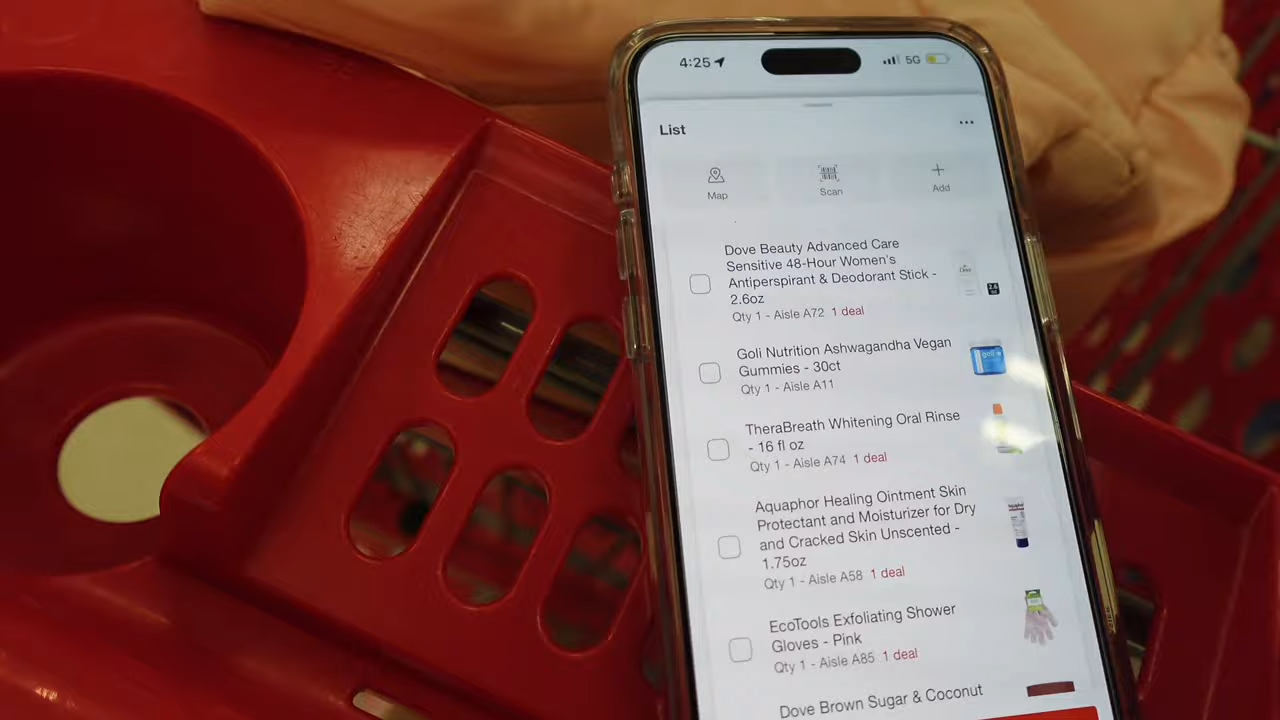 4:25
5G
List
Map
Scan
Add
Dove Beauty Advanced Care
Sensitive 48-Hour Women's
Antiperspirant & Deodorant Stick -
2.6oz
Qty 1 - Aisle A72 1 deal
Goli Nutrition Ashwagandha Vegan
Gummies - 30ct
Qty 1 - Aisle A11
goli
TheraBreath Whitening Oral Rinse
- 16 fl oz
Qty 1 - Aisle A74 1 deal
Aquaphor Healing Ointment Skin
Protectant and Moisturizer for Dry
and Cracked Skin Unscented -
1.75oz
Qty 1 - Aisle A58 1 deal
EcoTools Exfoliating Shower
Gloves - Pink
Qty 1 - Aisle A85 1 deal
Dove Brown Sugar & Coconut